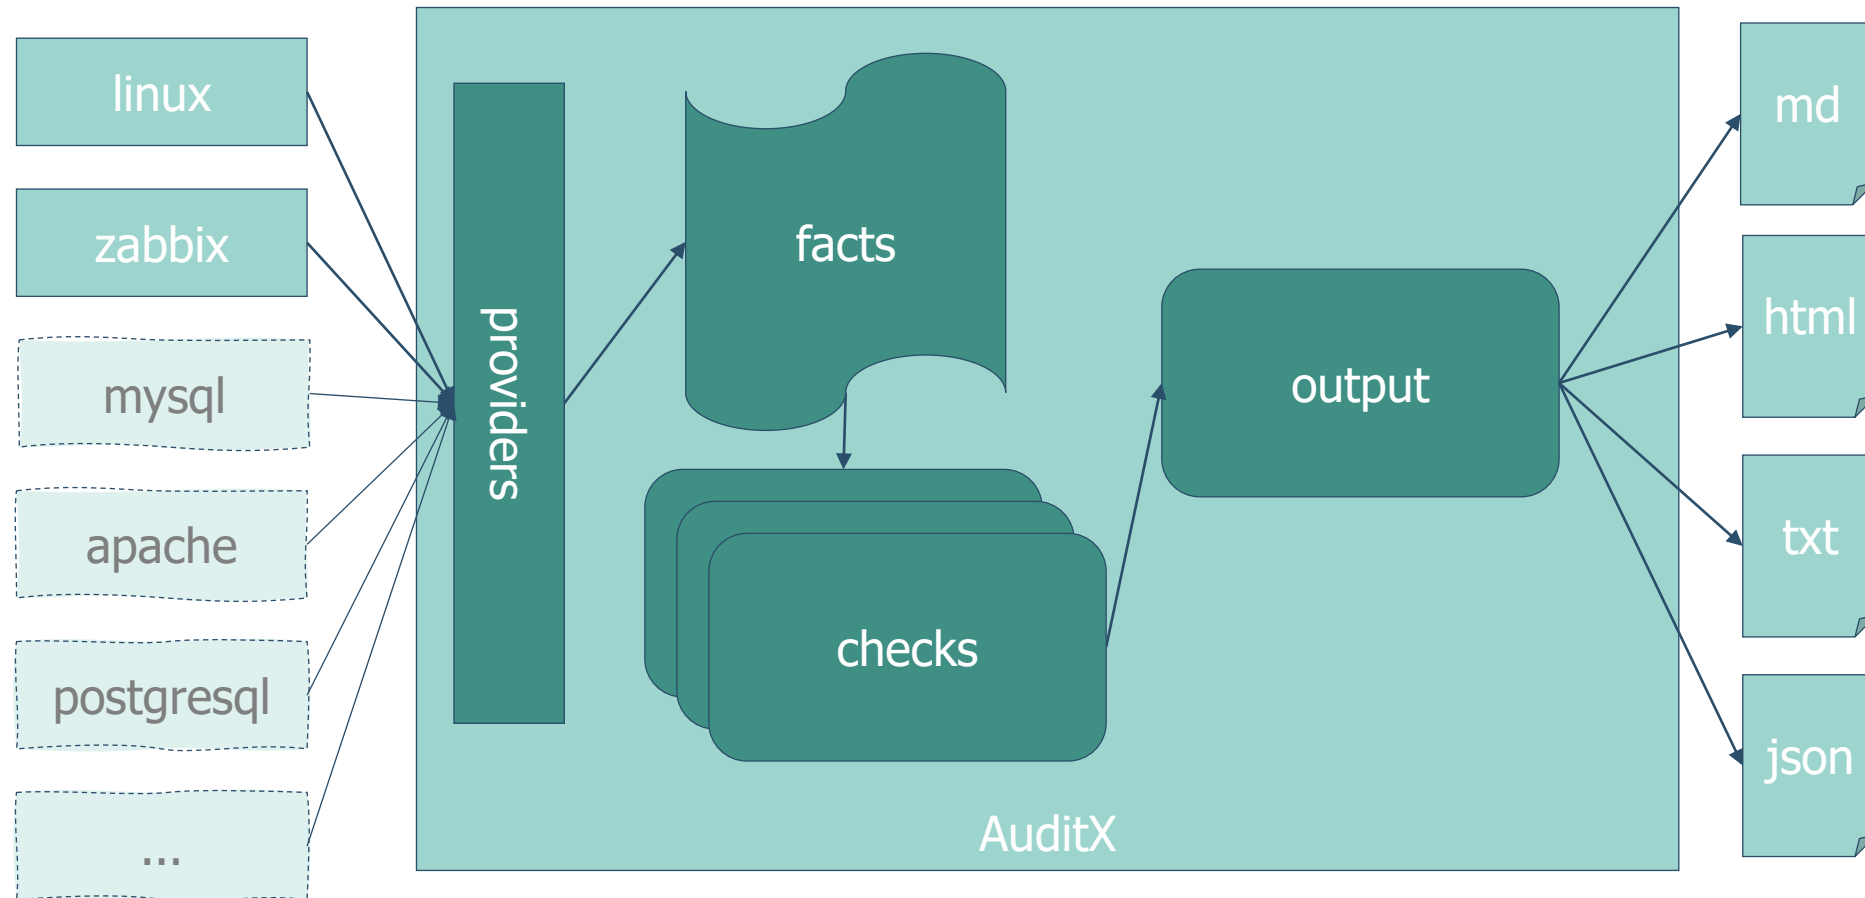 linux
zabbix
mysql
apache
postgresql
...
providers
facts
checks
output
AuditX
md
html
txt
json